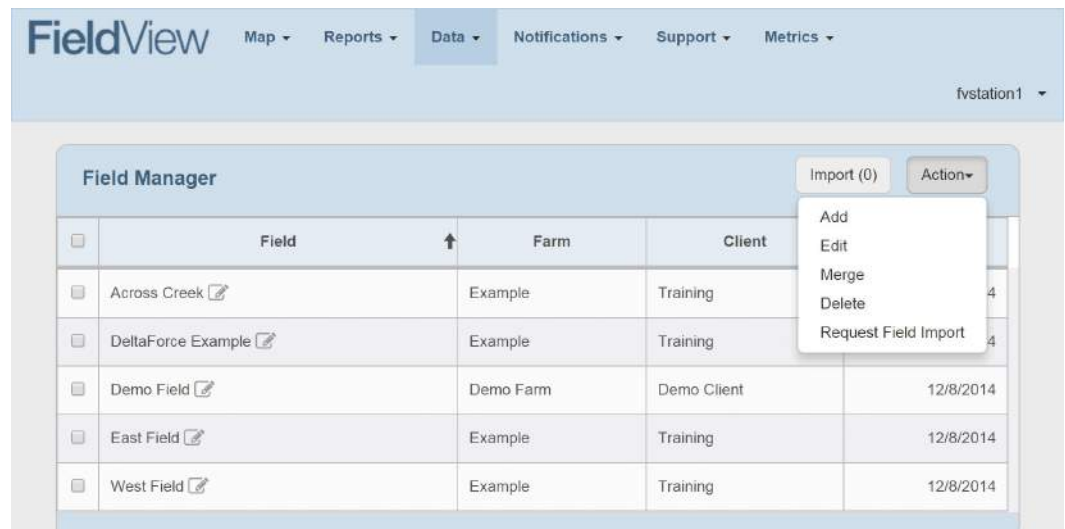 FieldView Map Reports Data Notifications Support Metrics
fvstation1
Field Manager Import (0) Action
Add
Field Farm Client Edit
Merge
Across Creek Example Training 4
Delete
Request Field Import
DeltaForce Example Example Training 4
Demo Field Demo Farm Demo Client 12/8/2014
East Field Example Training 12/8/2014
West Field Example Training 12/8/2014